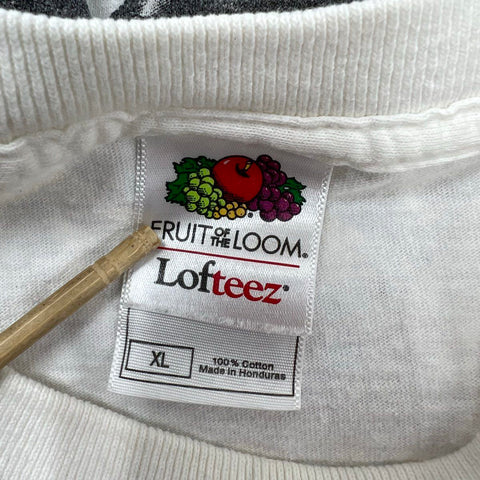 FRUIT OF THE LOOM®
Lofteez®
XL
100% Cotton
Made in Honduras